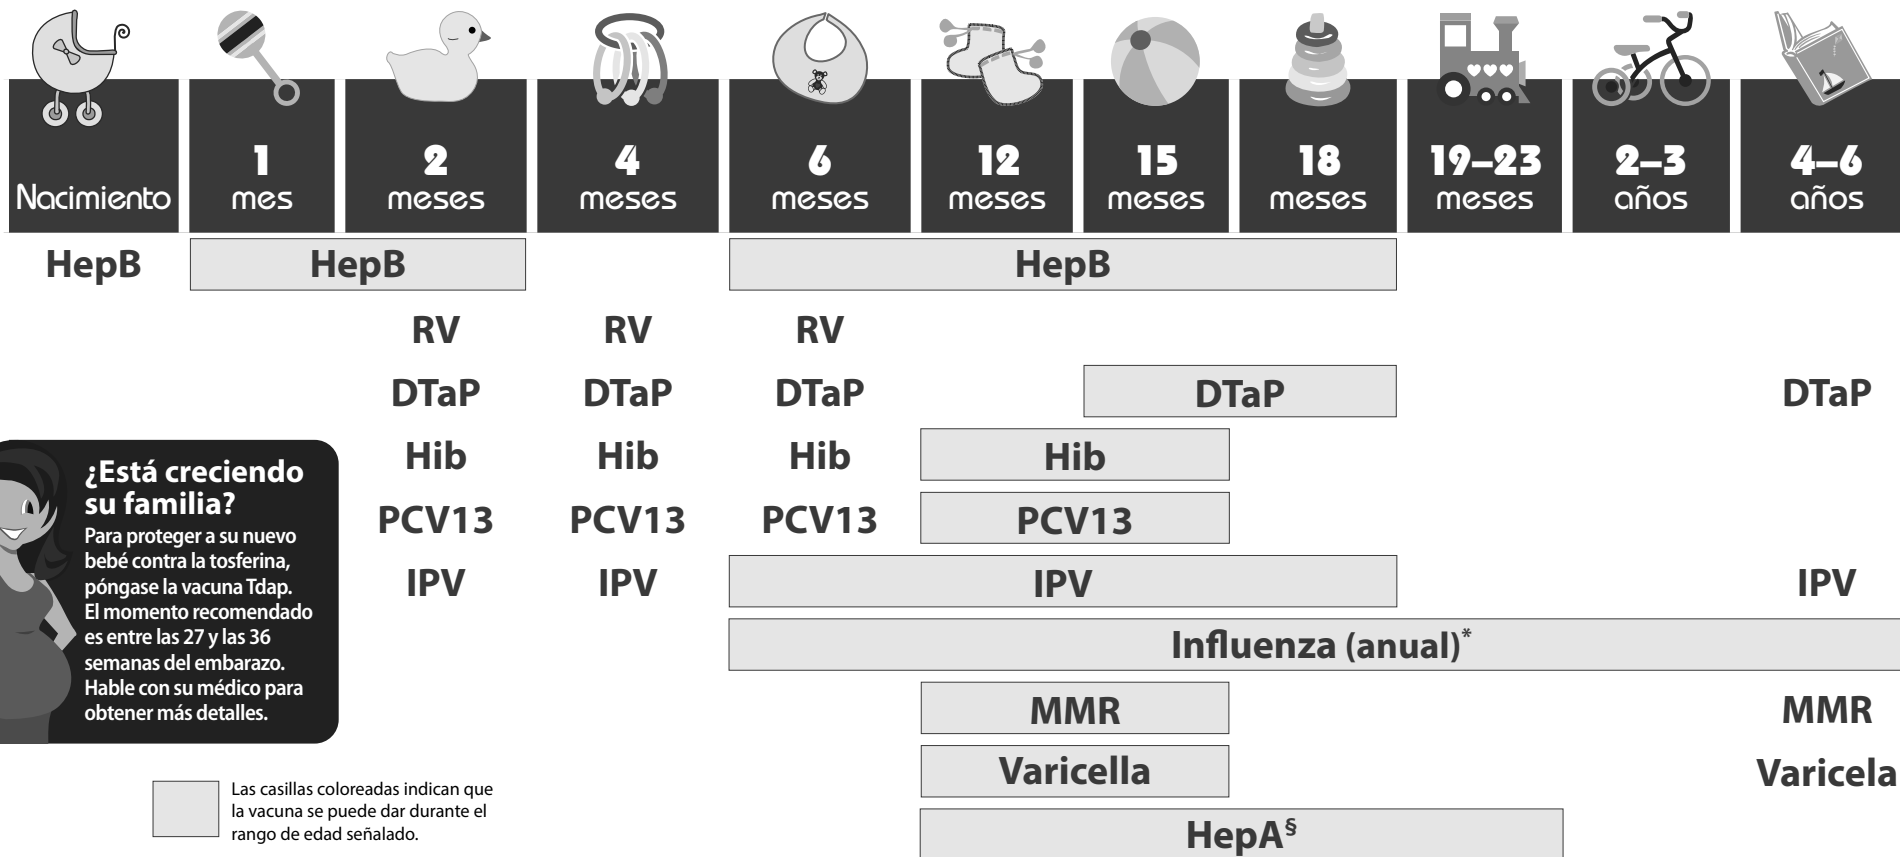 Nacimiento
1
mes
2
meses
4
meses
6
meses
12
meses
15
meses
18
meses
19–23
meses
2–3
años
4–6
años
HepB HepB HepB
RV RV RV
DTaP DTaP DTaP DTaP DTaP
Hib Hib Hib Hib
PCV13 PCV13 PCV13 PCV13
IPV IPV IPV IPV
Influenza (anual)*
MMR MMR
Varicella Varicela
HepA§
¿Está creciendo
su familia?
Para proteger a su nuevo
bebé contra la tosferina,
póngase la vacuna Tdap.
El momento recomendado
es entre las 27 y las 36
semanas del embarazo.
Hable con su médico para
obtener más detalles.
Las casillas coloreadas indican que
la vacuna se puede dar durante el
rango de edad señalado.